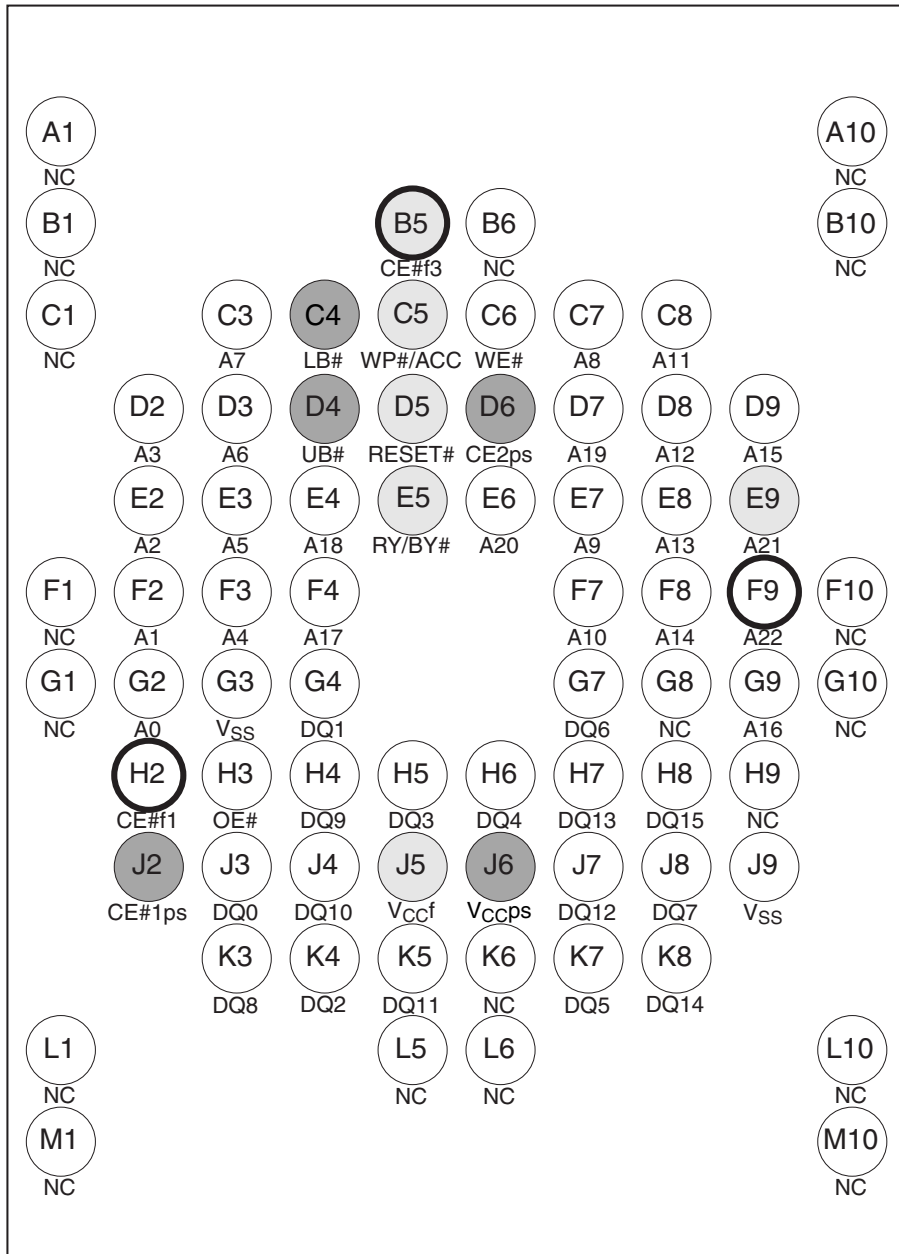 A1 A10
NC NC
B1 B5 B6 B10
NC CE#f3 NC NC
C1 C3 C4 C5 C6 C7 C8
NC A7 LB# WP#/ACC WE# A8 A11
D2 D3 D4 D5 D6 D7 D8 D9
A3 A6 UB# RESET# CE2ps A19 A12 A15
E2 E3 E4 E5 E6 E7 E8 E9
A2 A5 A18 RY/BY# A20 A9 A13 A21
F1 F2 F3 F4 F7 F8 F9 F10
NC A1 A4 A17 A10 A14 A22 NC
G1 G2 G3 G4 G7 G8 G9 G10
NC A0 VSS DQ1 DQ6 NC A16 NC
H2 H3 H4 H5 H6 H7 H8 H9
CE#f1 OE# DQ9 DQ3 DQ4 DQ13 DQ15 NC
J2 J3 J4 J5 J6 J7 J8 J9
CE#1ps DQ0 DQ10 VCCf VCCps DQ12 DQ7 VSS
K3 K4 K5 K6 K7 K8
DQ8 DQ2 DQ11 NC DQ5 DQ14
L1 L5 L6 L10
NC NC NC NC
M1 M10
NC NC